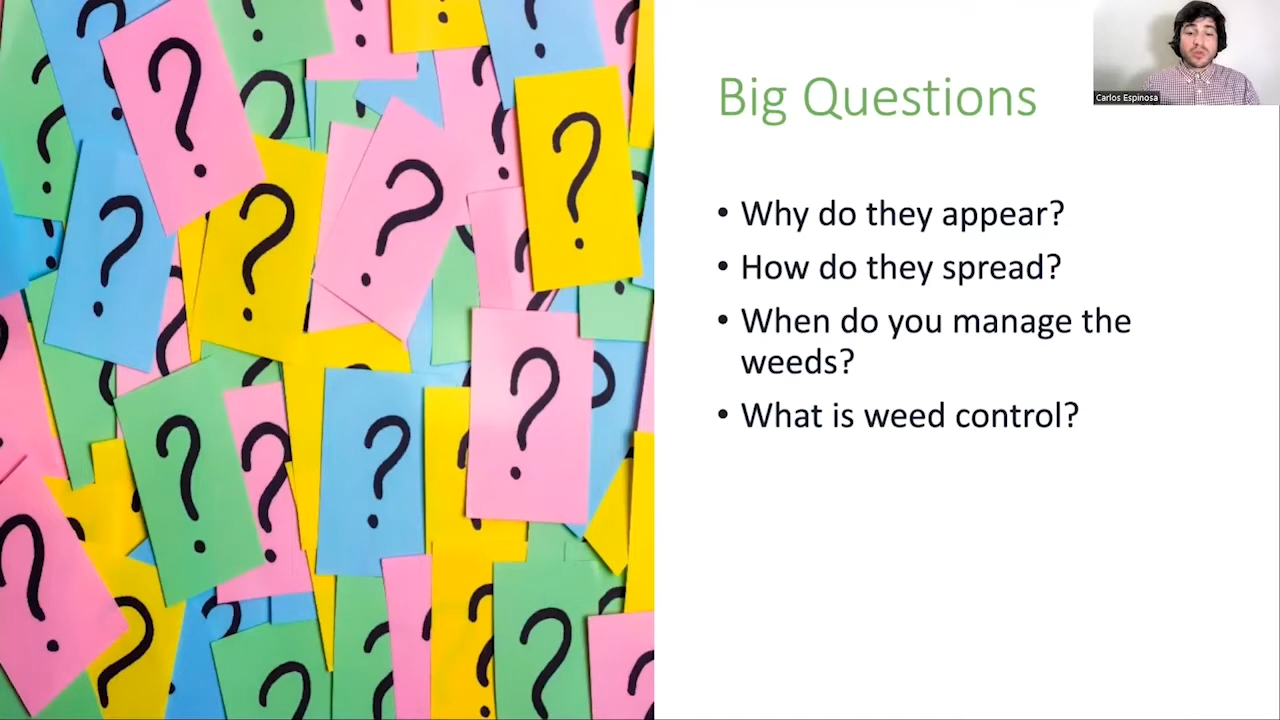 Big Questions
Carlos Espinosa
• Why do they appear?
• How do they spread?
• When do you manage the
weeds?
• What is weed control?